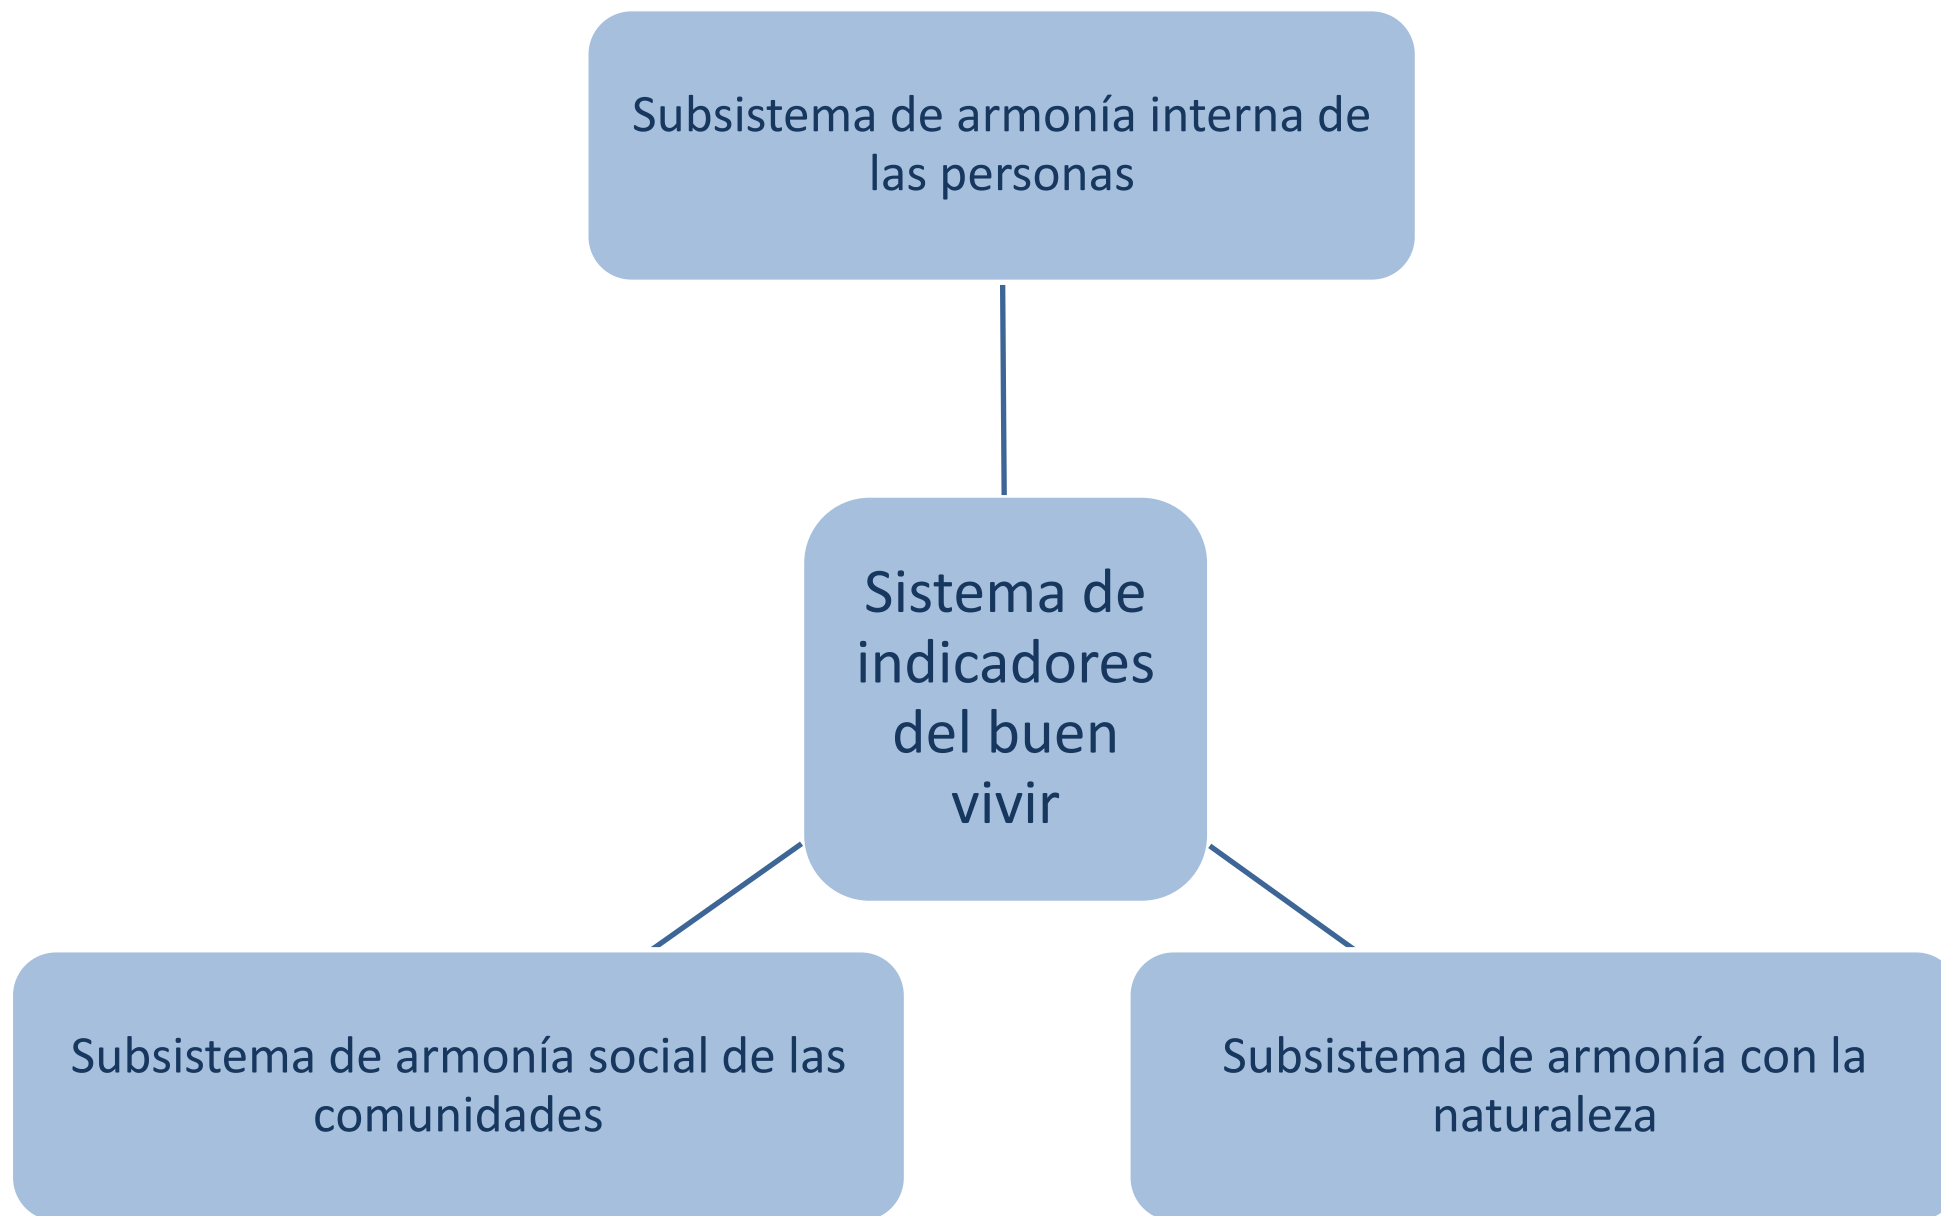 Subsistema de armonía interna de
las personas
Sistema de
indicadores
del buen
vivir
Subsistema de armonía social de las
comunidades
Subsistema de armonía con la
naturaleza